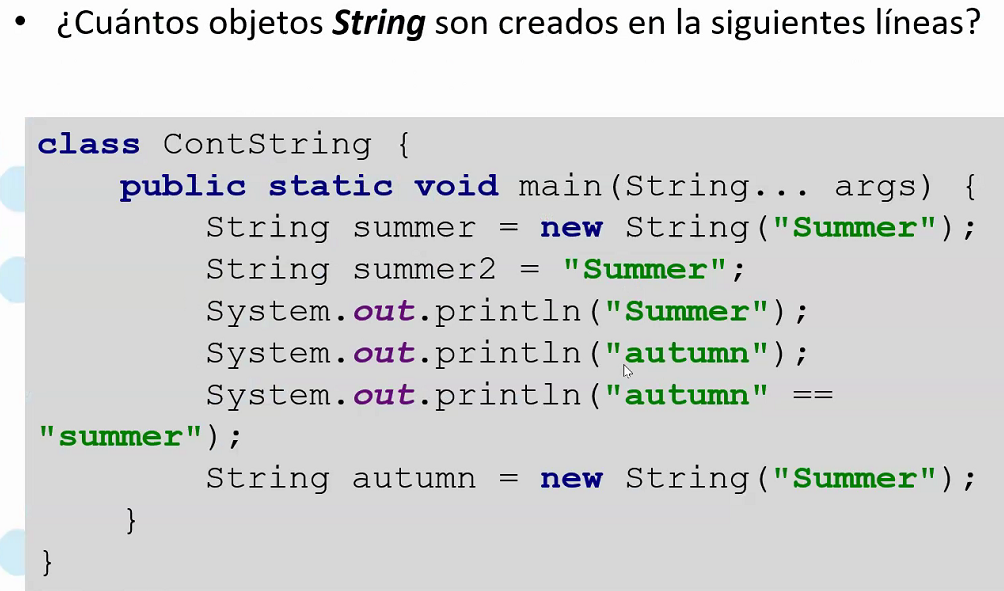 • ¿Cuántos objetos String son creados en la siguientes líneas?
class ContString {
public static void main(String... args) {
String summer = new String("Summer");
String summer2 = "Summer";
System.out.println("Summer");
System.out.println("autumn");
System.out.println("autumn" ==
"summer");
String autumn = new String("Summer");
}
}